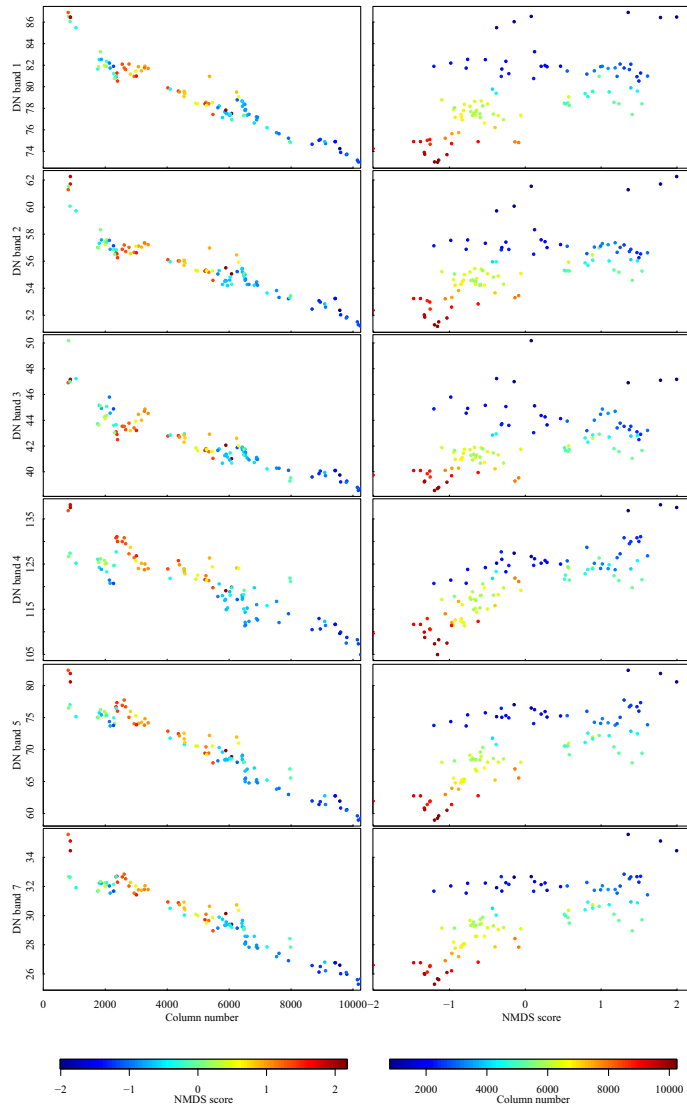 86
82
78
74
DN band 1
62
60
58
56
54
52
DN band 2
50
48
46
44
42
40
DN band 3
135
125
115
105
DN band 4
80
75
70
65
60
DN band 5
34
32
30
28
26
DN band 7
0 2000 4000 6000 8000 10000
Column number
−2 −1 0 1 2
NMDS score
−2 −1 0 1 2
NMDS score
2000 4000 6000 8000 10000
Column number